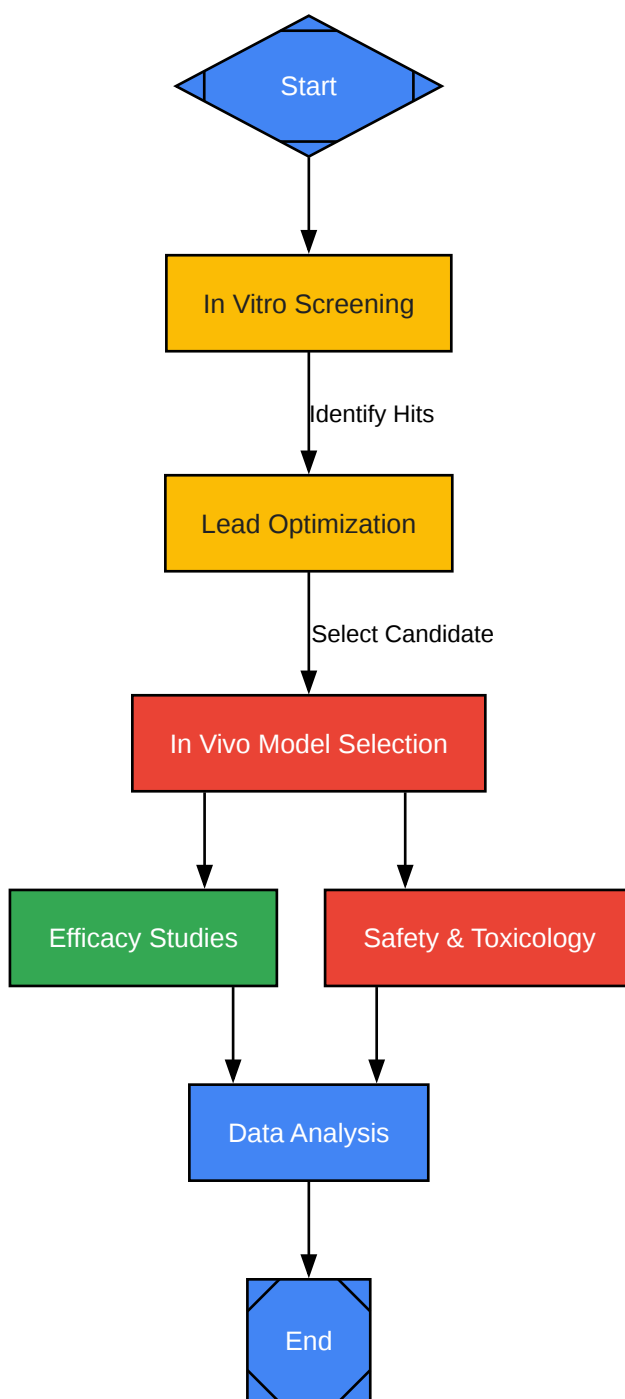 Start
In Vitro Screening
Identify Hits
Lead Optimization
Select Candidate
In Vivo Model Selection
Efficacy Studies
Safety & Toxicology
Data Analysis
End